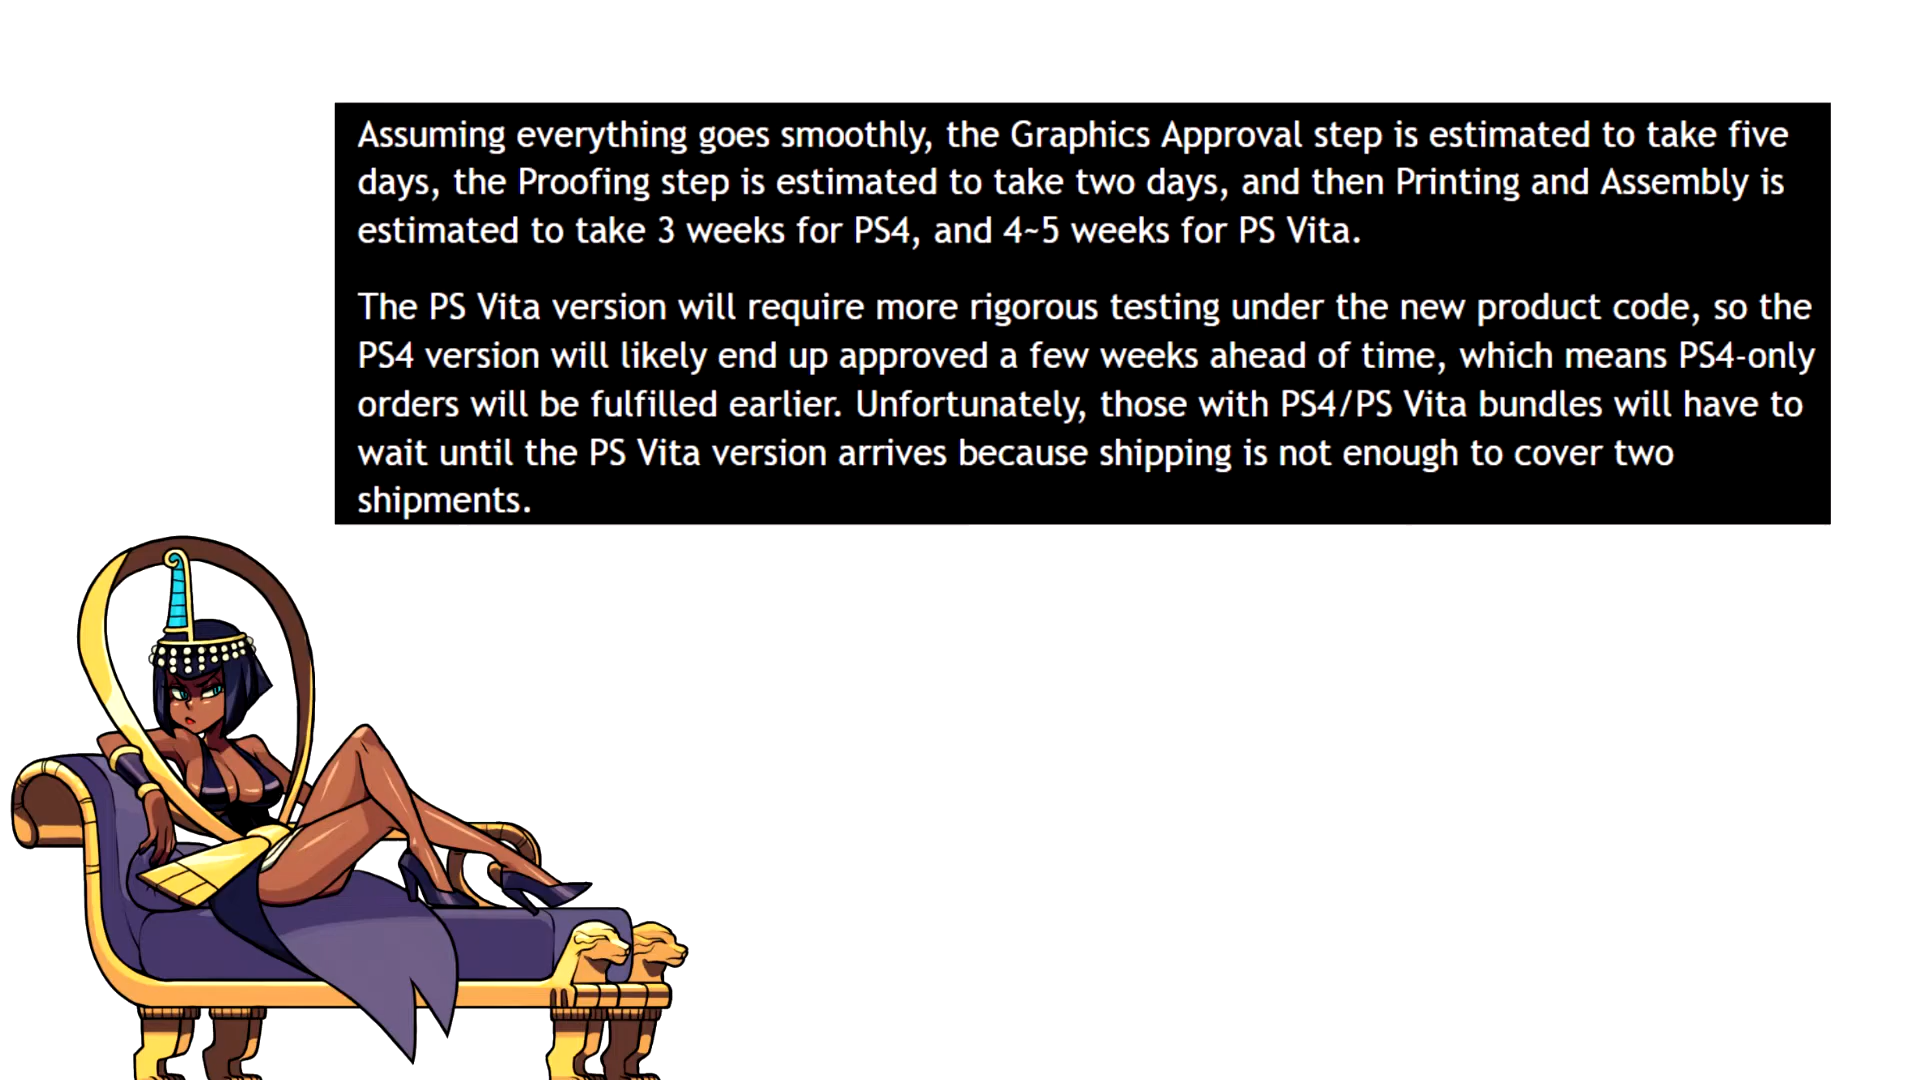 Assuming everything goes smoothly, the Graphics Approval step is estimated to take five
days, the Proofing step is estimated to take two days, and then Printing and Assembly is
estimated to take 3 weeks for PS4, and 4~5 weeks for PS Vita.
The PS Vita version will require more rigorous testing under the new product code, so the
PS4 version will likely end up approved a few weeks ahead of time, which means PS4-only
orders will be fulfilled earlier. Unfortunately, those with PS4/PS Vita bundles will have to
wait until the PS Vita version arrives because shipping is not enough to cover two
shipments.